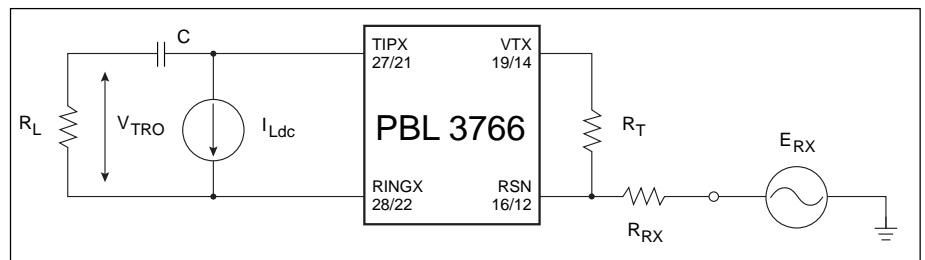 C
TIPX
27/21
VTX
19/14
R_L
V_TRO
I_Ldc
PBL 3766
R_T
E_RX
RINGX
28/22
RSN
16/12
R_RX